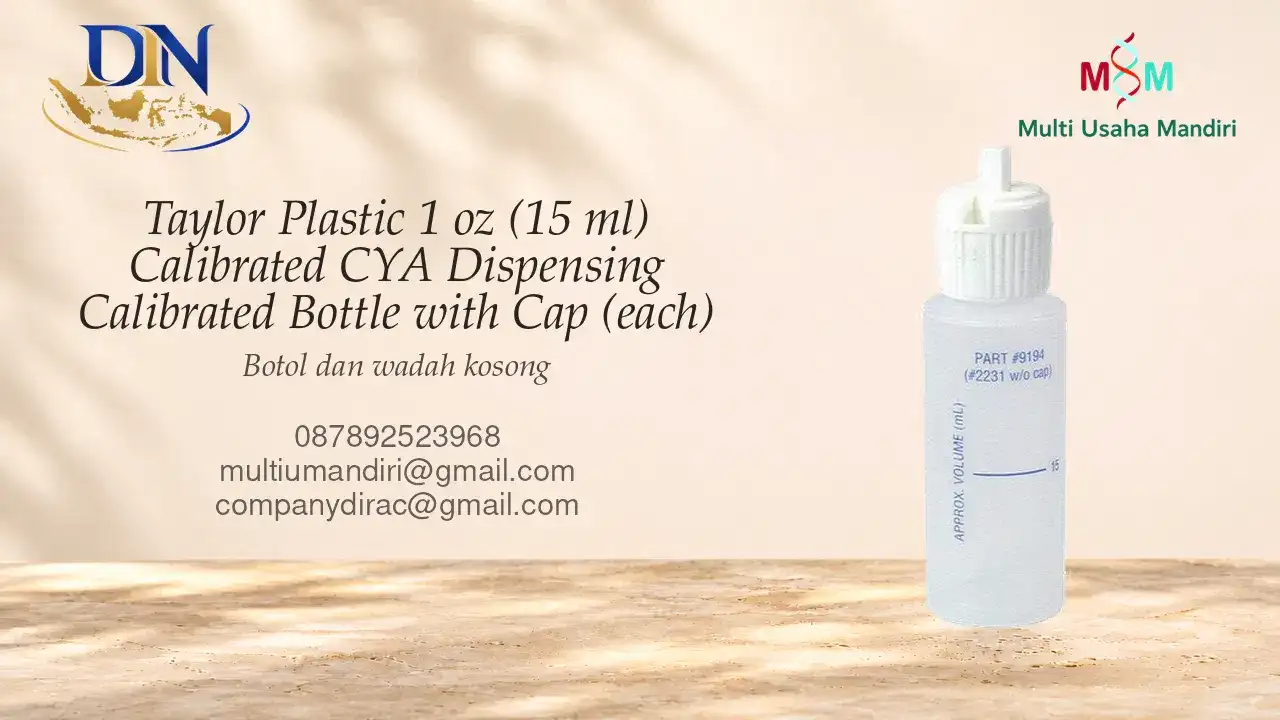 DIN
M M
Multi Usaha Mandiri
Taylor Plastic 1 oz (15 ml)
Calibrated CYA Dispensing
Calibrated Bottle with Cap (each)
Botol dan wadah kosong
087892523968
multiumandiri@gmail.com
companydirac@gmail.com
PART #9194
(#2231 w/o cap)
APPROX. VOLUME (mL)
15